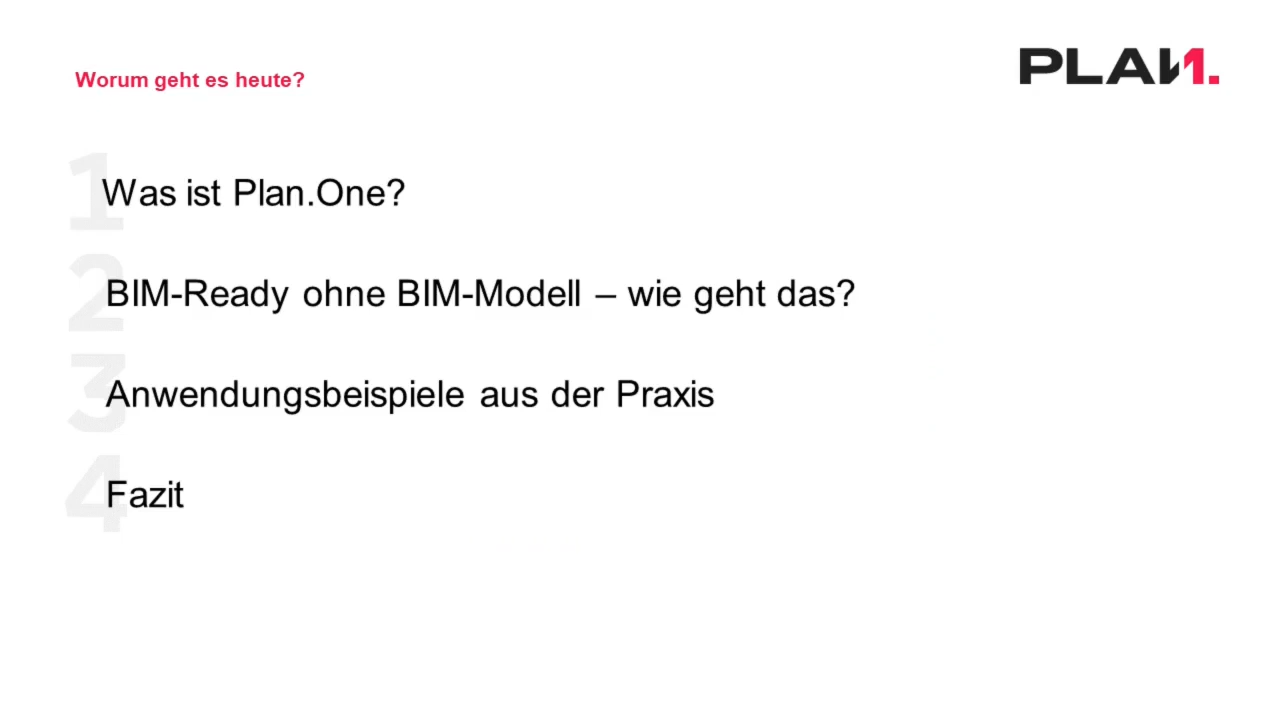 Worum geht es heute?
PLAN1.
1 Was ist Plan.One?
2 BIM-Ready ohne BIM-Modell – wie geht das?
3 Anwendungsbeispiele aus der Praxis
4 Fazit